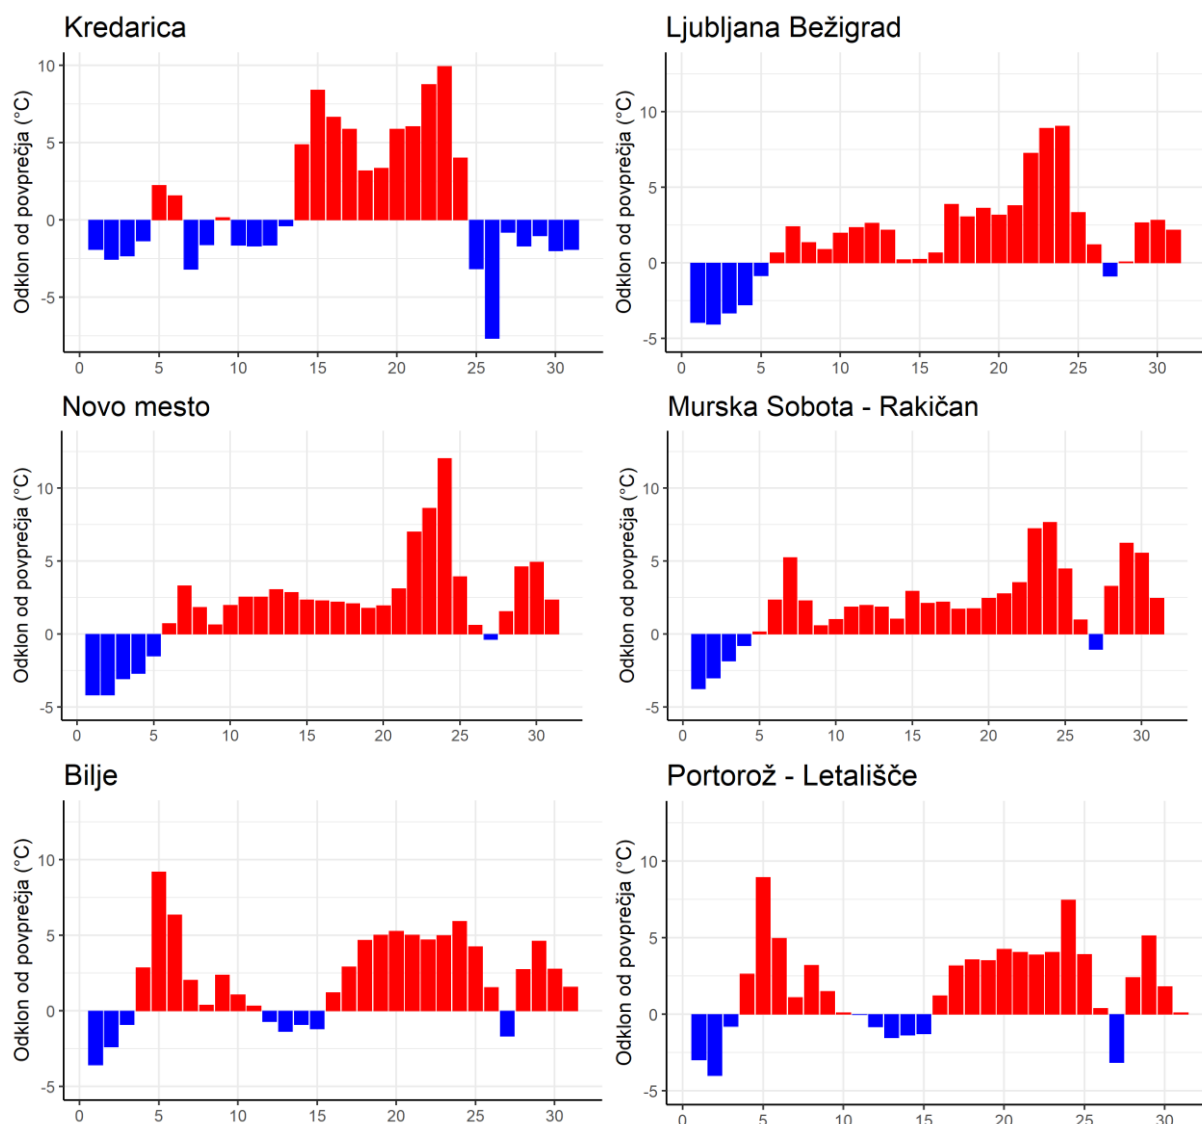 Kredarica
Odklon od povprečja (°C)
10
5
0
-5
0 5 10 15 20 25 30
Ljubljana Bežigrad
Odklon od povprečja (°C)
10
5
0
-5
0 5 10 15 20 25 30
Novo mesto
Odklon od povprečja (°C)
10
5
0
-5
0 5 10 15 20 25 30
Murska Sobota - Rakičan
Odklon od povprečja (°C)
10
5
0
-5
0 5 10 15 20 25 30
Bilje
Odklon od povprečja (°C)
10
5
0
-5
0 5 10 15 20 25 30
Portorož - Letališče
Odklon od povprečja (°C)
10
5
0
-5
0 5 10 15 20 25 30